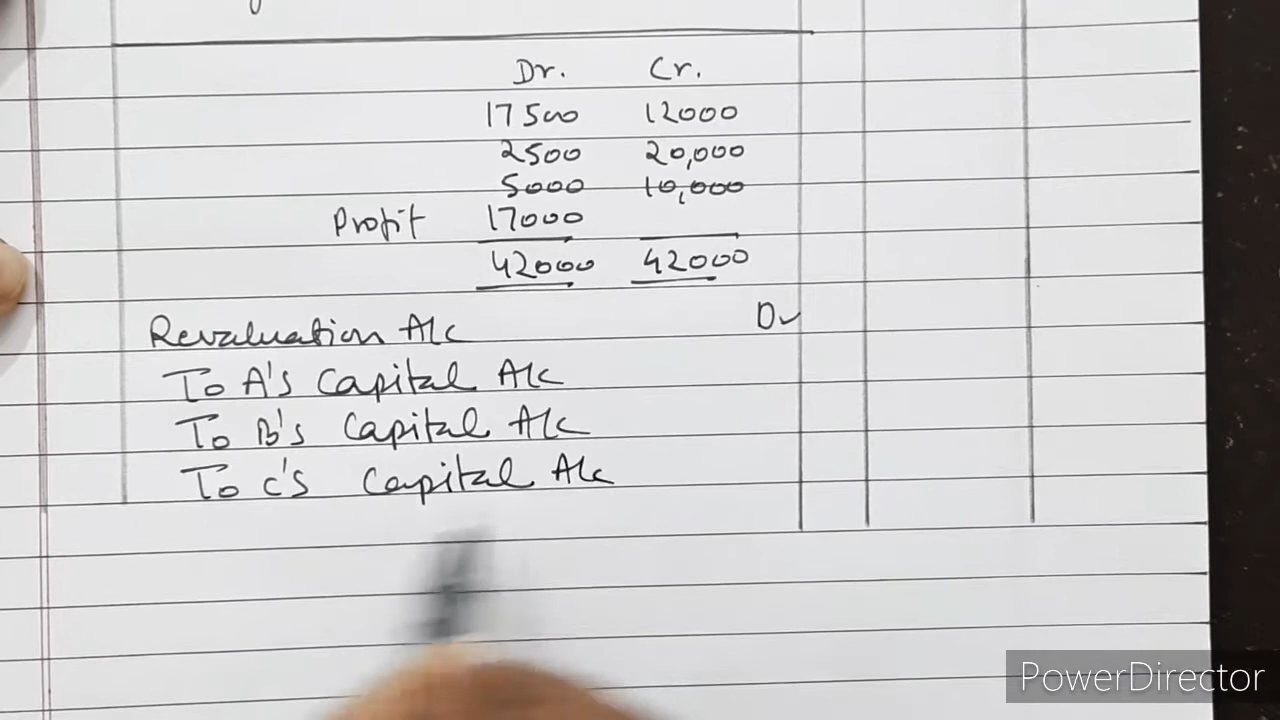 Dr. Cr.
17500 12000
2500 20,000
5000 10,000
Profit 17000
42000 42000
Revaluation A/c Dr
To A's Capital A/c
To B's Capital A/c
To C's Capital A/c
PowerDirector